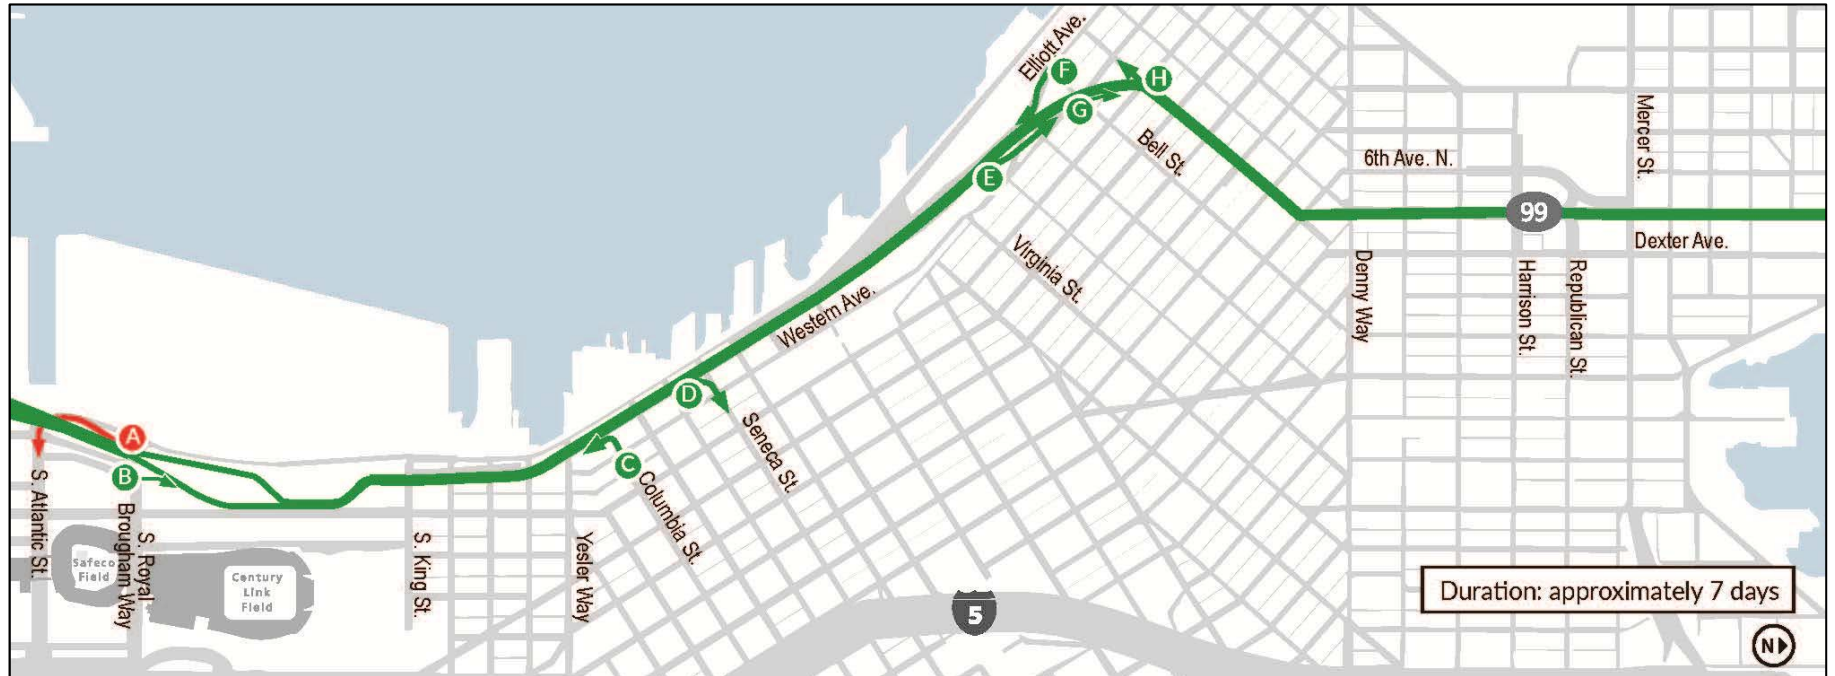 Elliott Ave.
F
H
G
E
Bell St.
6th Ave. N.
Mercer St.
99
Dexter Ave.
Virginia St.
Denny Way
Harrison St.
Republican St.
Western Ave.
D
Seneca St.
C
Columbia St.
A
B
S. Atlantic St.
S. Royal
Brougham Way
S. King St.
Yesler Way
Safeco
Field
Century
Link
Field
5
Duration: approximately 7 days
N